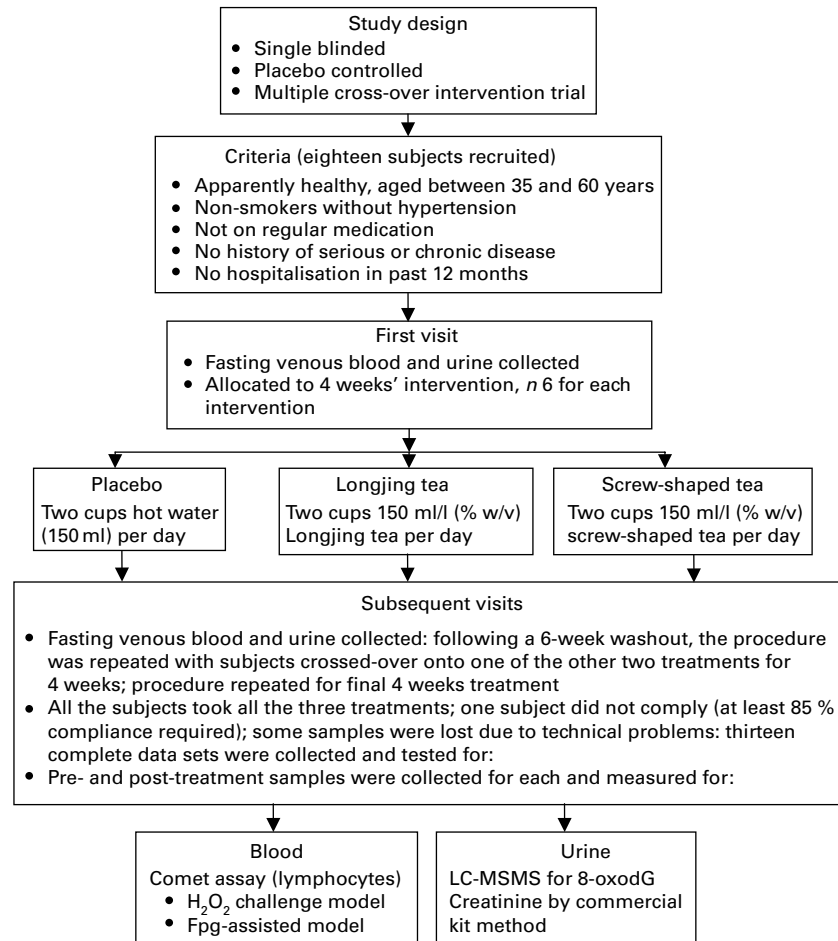 Study design
• Single blinded
• Placebo controlled
• Multiple cross-over intervention trial
Criteria (eighteen subjects recruited)
• Apparently healthy, aged between 35 and 60 years
• Non-smokers without hypertension
• Not on regular medication
• No history of serious or chronic disease
• No hospitalisation in past 12 months
First visit
• Fasting venous blood and urine collected
• Allocated to 4 weeks’ intervention, n 6 for each
intervention
Placebo
Two cups hot water
(150 ml) per day
Longjing tea
Two cups 150 ml/l (% w/v)
Longjing tea per day
Screw-shaped tea
Two cups 150 ml/l (% w/v)
screw-shaped tea per day
Subsequent visits
• Fasting venous blood and urine collected: following a 6-week washout, the procedure
was repeated with subjects crossed-over onto one of the other two treatments for
4 weeks; procedure repeated for final 4 weeks treatment
• All the subjects took all the three treatments; one subject did not comply (at least 85 %
compliance required); some samples were lost due to technical problems: thirteen
complete data sets were collected and tested for:
• Pre- and post-treatment samples were collected for each and measured for:
Blood
Comet assay (lymphocytes)
• H₂O₂ challenge model
• Fpg-assisted model
Urine
LC-MSMS for 8-oxodG
Creatinine by commercial
kit method